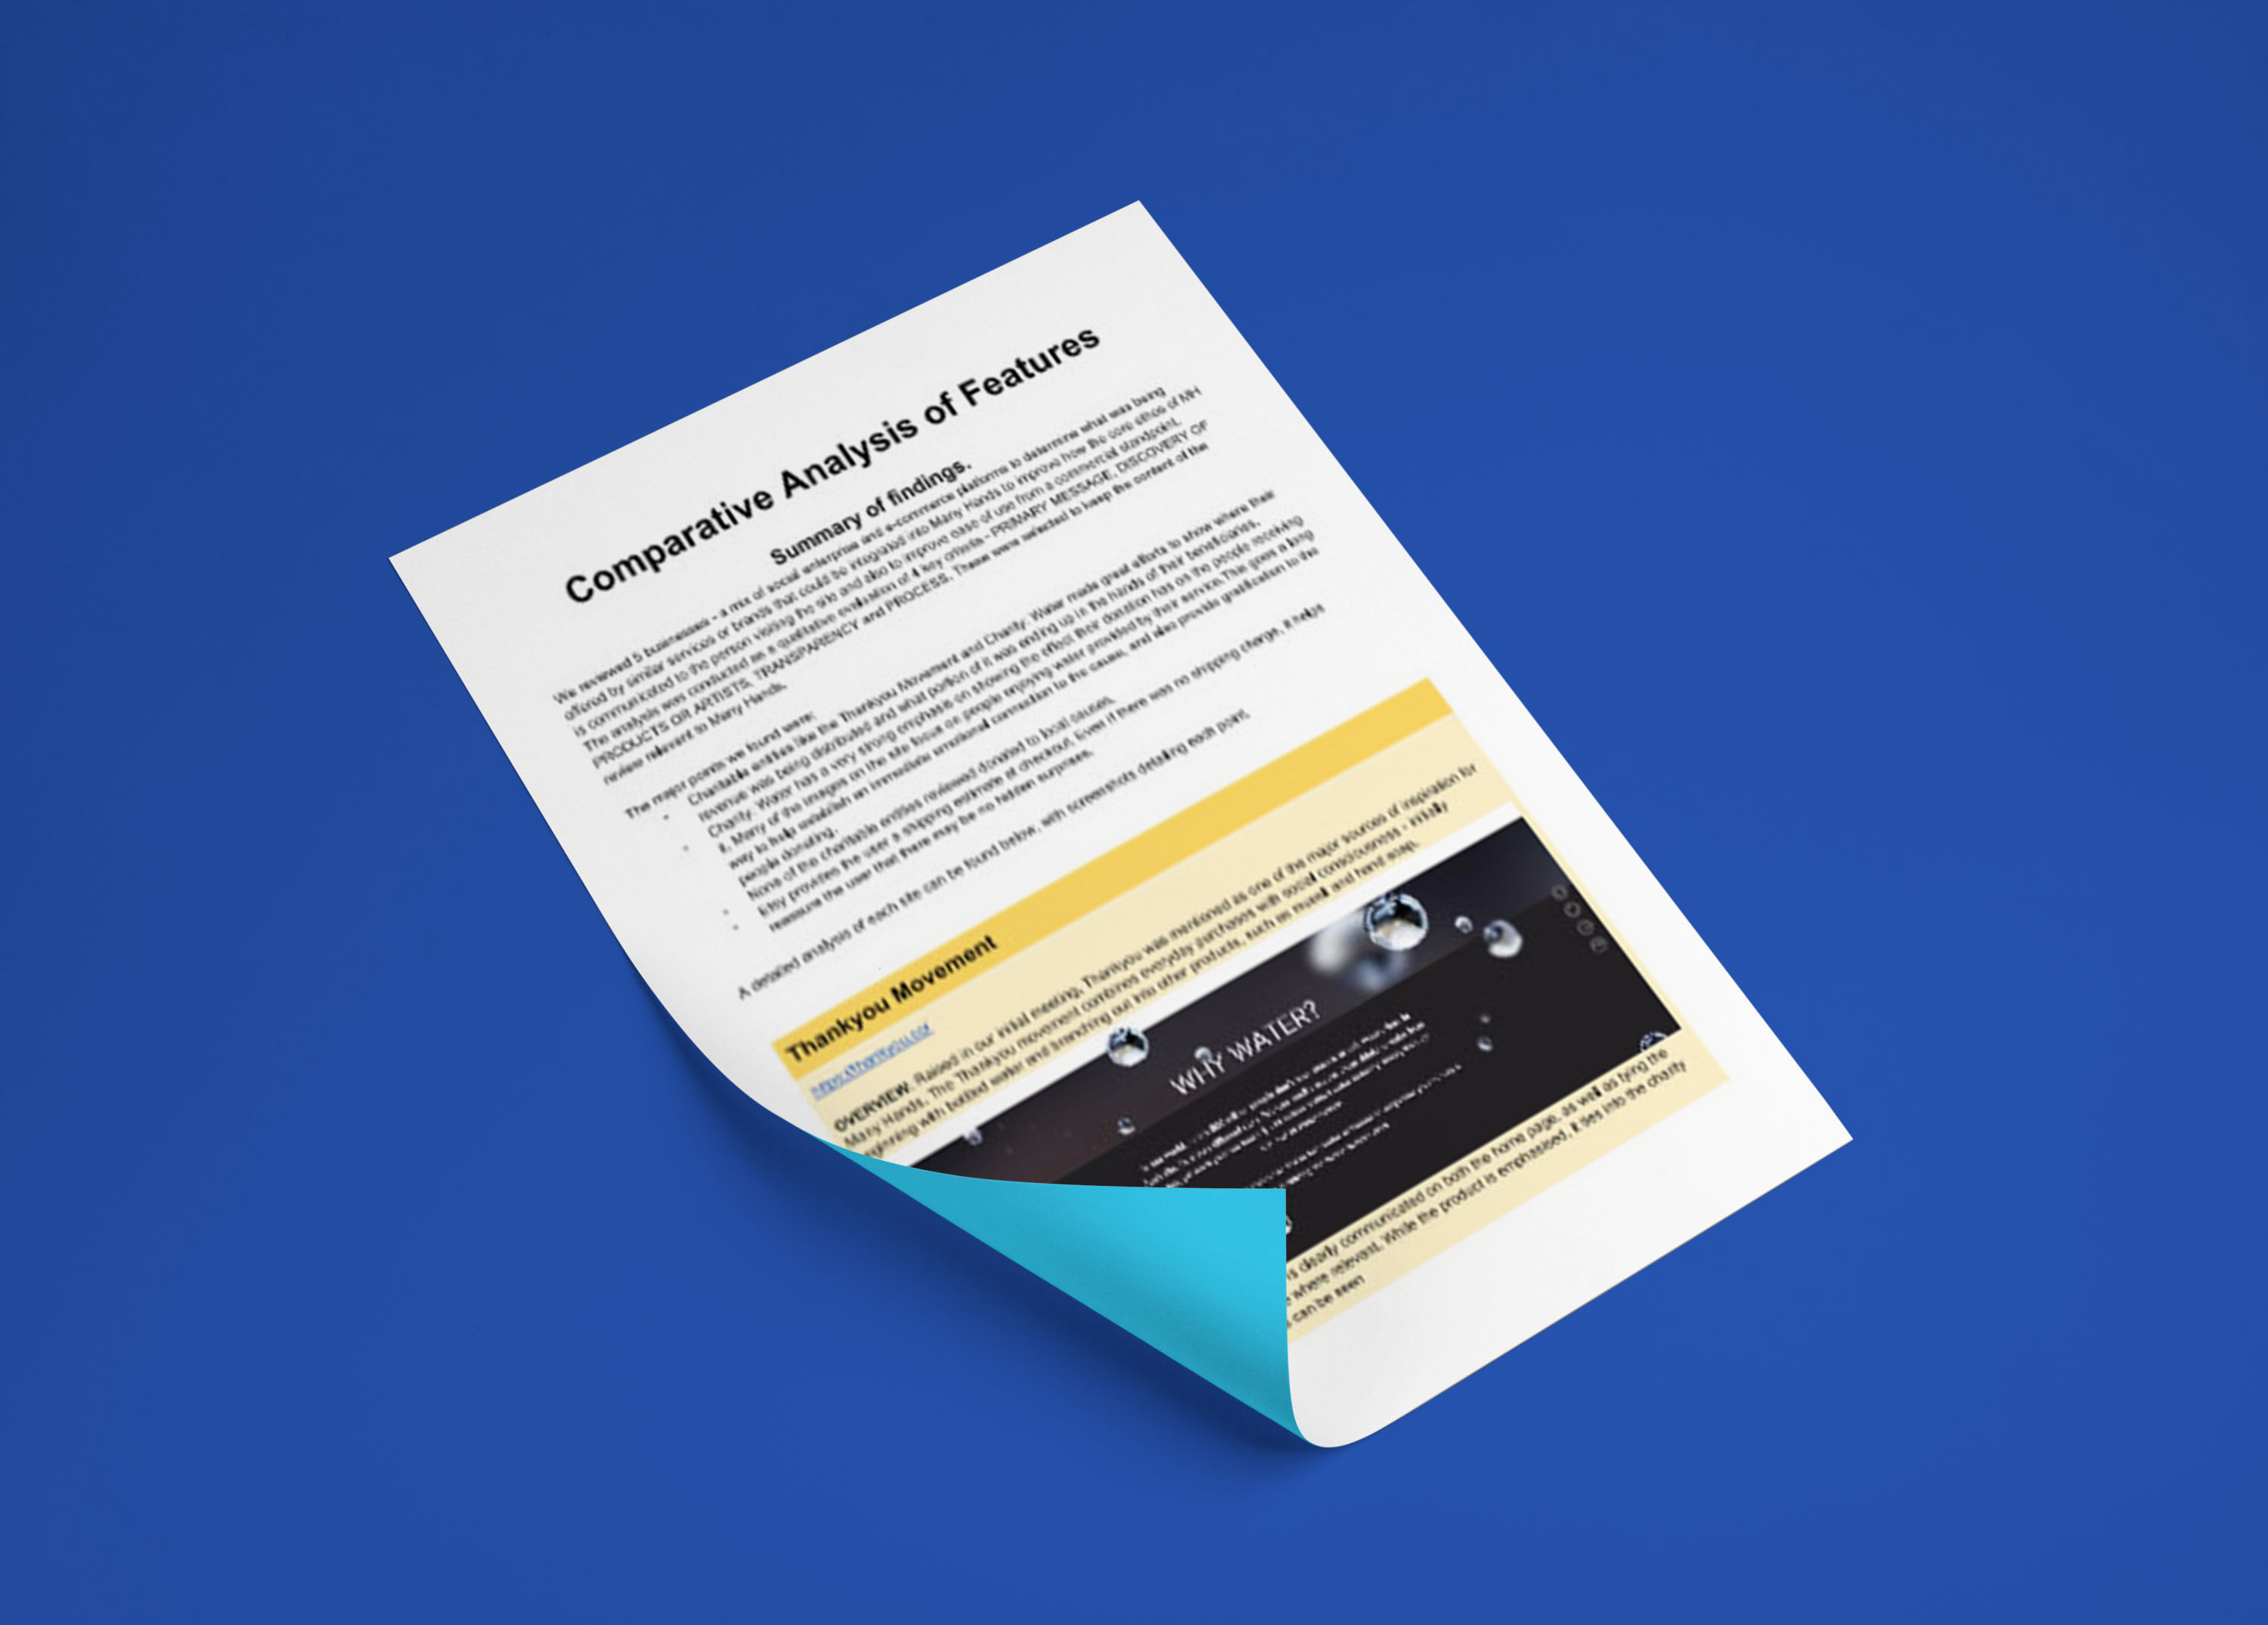 Comparative Analysis of Features
Summary of findings.
We reviewed 5 businesses - a mix of social enterprise and e-commerce platforms to determine what was being
offered by similar services or brands that could be integrated into Many Hands to improve how the core ethos of MH
is communicated to the person visiting the site and also to improve ease of use from a commercial standpoint.
The analysis was conducted as a qualitative evaluation of 4 key criteria - PRIMARY MESSAGE, DISCOVERY OF
PRODUCTS OR ARTISTS, TRANSPARENCY and PROCESS. These were selected to keep the content of the
review relevant to Many Hands.
The major points we found were:
Charitable entities like the Thankyou Movement and Charity: Water made great efforts to show where their
revenue was being distributed and what portion of it was ending up in the hands of their beneficiaries.
Charity: Water has a very strong emphasis on showing the effect their donation has on the people receiving
it. Many of the images on the site focus on people enjoying water provided by their service. This goes a long
way to help establish an immediate emotional connection to the cause, and also provide gratification to the
people donating.
None of the charitable entities reviewed donated to local causes.
Etsy provides the user a shipping estimate at checkout. Even if there was no shipping charge, it helps
reassure the user that there may be no hidden surprises.
A detailed analysis of each site can be found below, with screenshots detailing each point.
Thankyou Movement
https://thankyou.co/
OVERVIEW: Raised in our initial meeting, Thankyou was mentioned as one of the major sources of inspiration for
Many Hands. The Thankyou movement combines everyday purchases with social consciousness - initially
beginning with bottled water and branching out into other products, such as muesli and hand soap.
WHY WATER?
is clearly communicated on both the home page, as well as tying the
where relevant. While the product is emphasised, it ties into the charity
can be seen